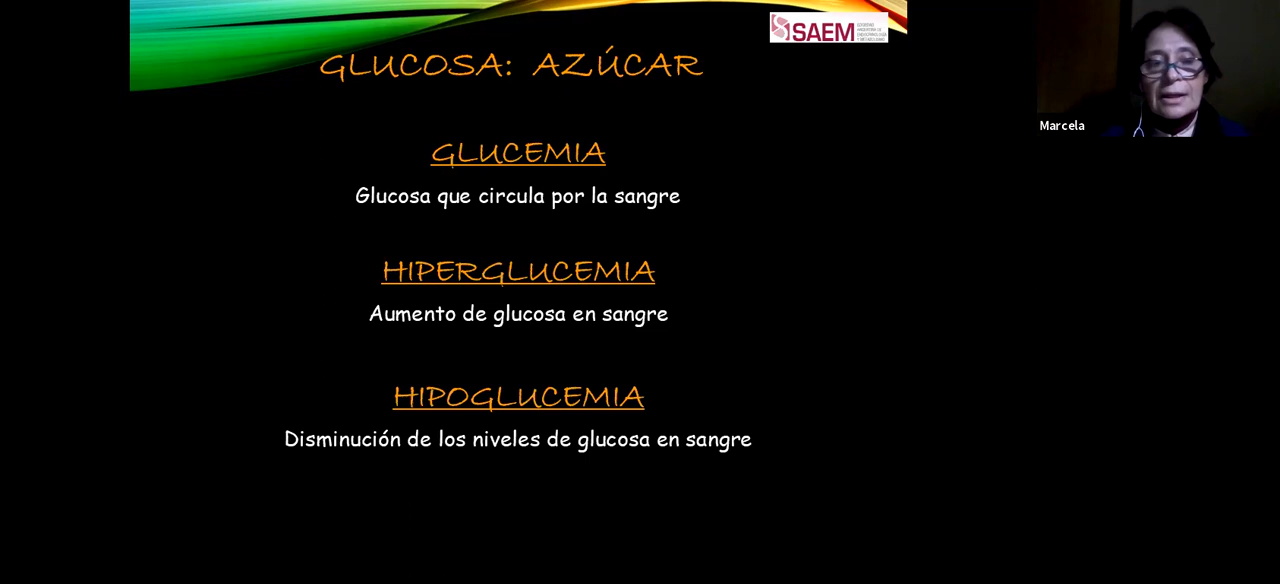 SAEM
GLUCOSA: AZÚCAR
GLUCEMIA
Glucosa que circula por la sangre
HIPERGLUCEMIA
Aumento de glucosa en sangre
HIPOGLUCEMIA
Disminución de los niveles de glucosa en sangre
Marcela